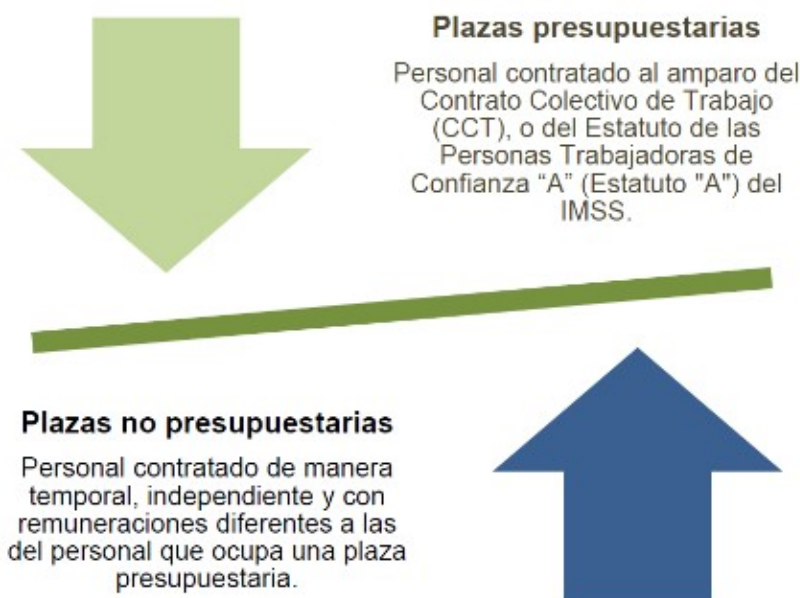 Plazas presupuestarias
Personal contratado al amparo del
Contrato Colectivo de Trabajo
(CCT), o del Estatuto de las
Personas Trabajadoras de
Confianza “A” (Estatuto "A") del
IMSS.
Plazas no presupuestarias
Personal contratado de manera
temporal, independiente y con
remuneraciones diferentes a las
del personal que ocupa una plaza
presupuestaria.